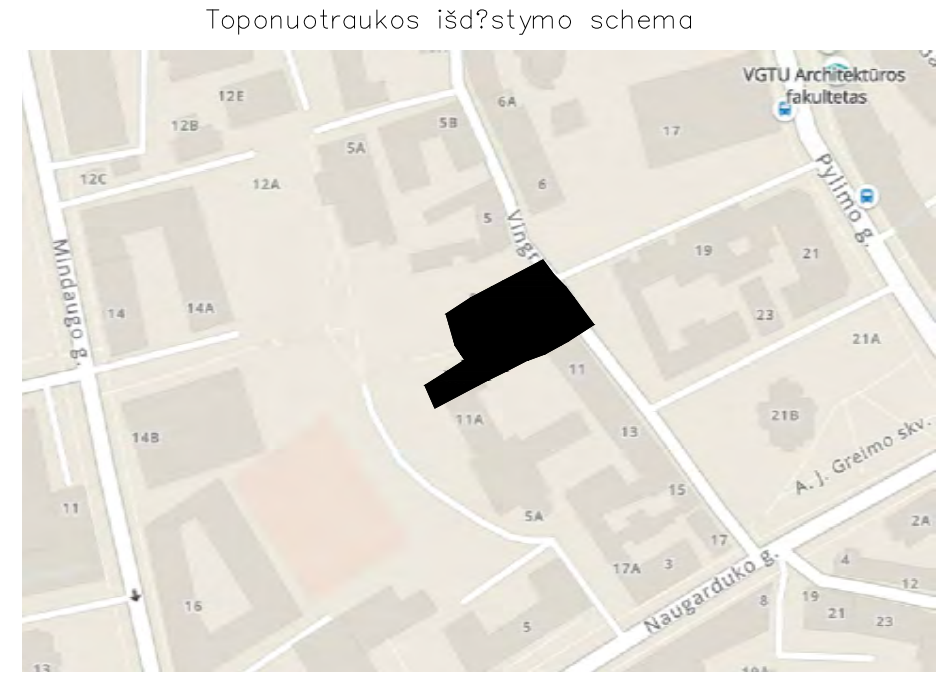 Toponuotraukos išd?stymo schema
VGTU Architektūros
fakultetas
12E
12B
12C
12A
5A
5B
6A
6
5
17
Pylimo g.
Vingr
19
21
23
21A
21B
Mindaugo g.
14
14A
14B
11
11A
11
13
15
17
5A
17A
3
A. J. Greimo skv.
Naugarduko g.
2A
4
12
8
19
21
23
16
5
13